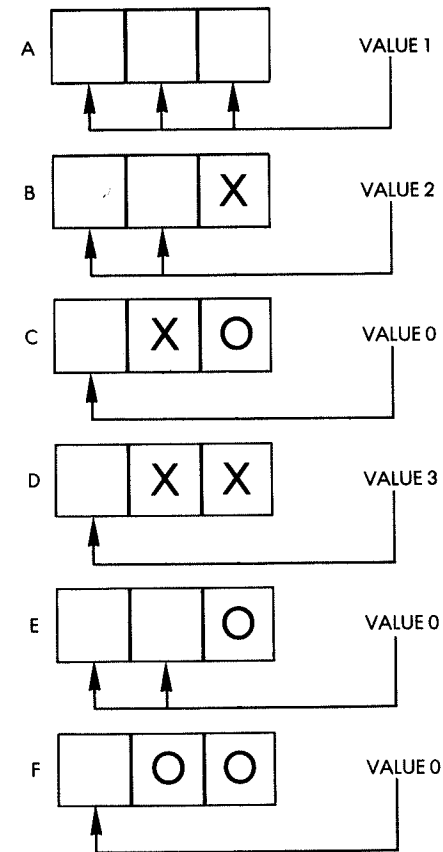 A VALUE 1
B X VALUE 2
C X O VALUE 0
D X X VALUE 3
E O VALUE 0
F O O VALUE 0